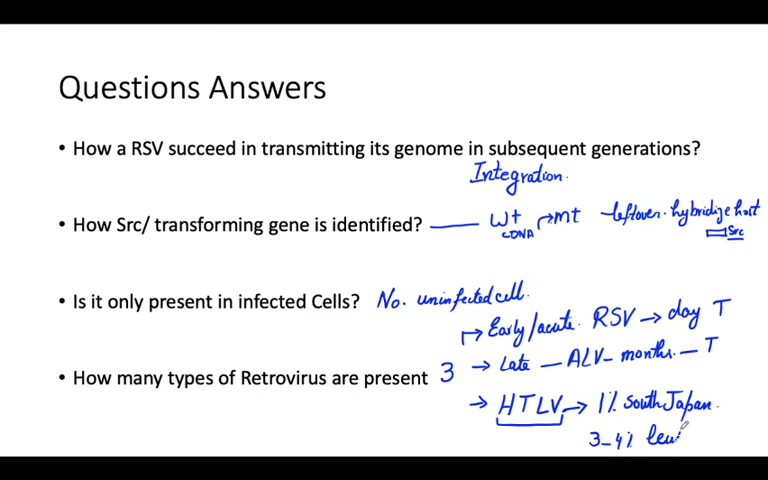 Questions Answers
• How a RSV succeed in transmitting its genome in subsequent generations?
Integration.
• How Src/ transforming gene is identified? — wt → mt - leftover. hybridize host
cDNA Src
• Is it only present in infected Cells? No. uninfected cell.
→ Early/acute. RSV → day T
→ Late — ALV - months. — T
• How many types of Retrovirus are present 3
→ HTLV → 1% South Japan.
3-4% leu